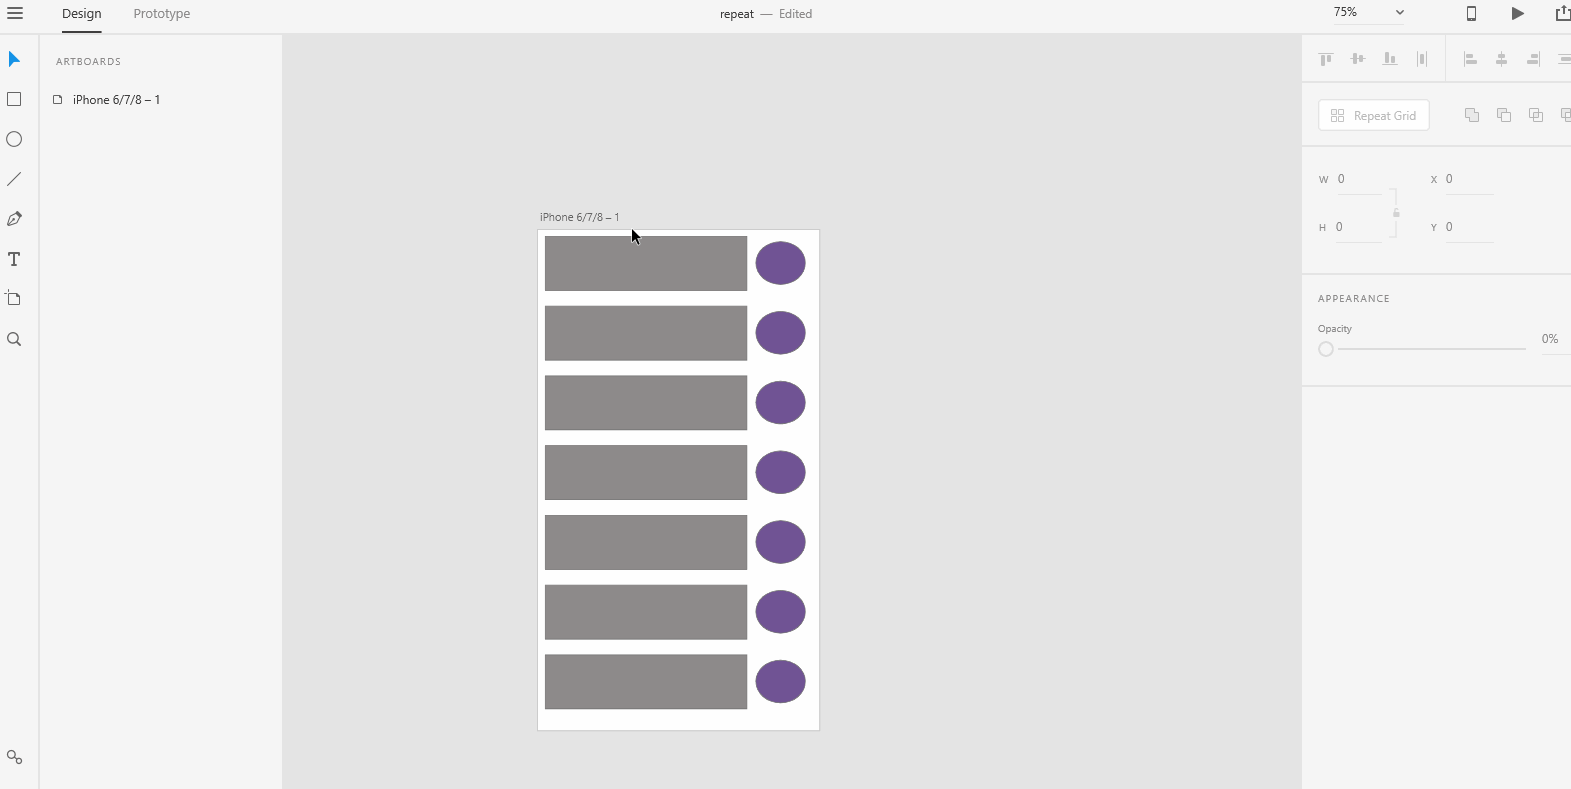 Design Prototype repeat — Edited 75%
ARTBOARDS
iPhone 6/7/8 – 1
Repeat Grid
W 0 X 0
iPhone 6/7/8 – 1
H 0 Y 0
APPEARANCE
Opacity
0%